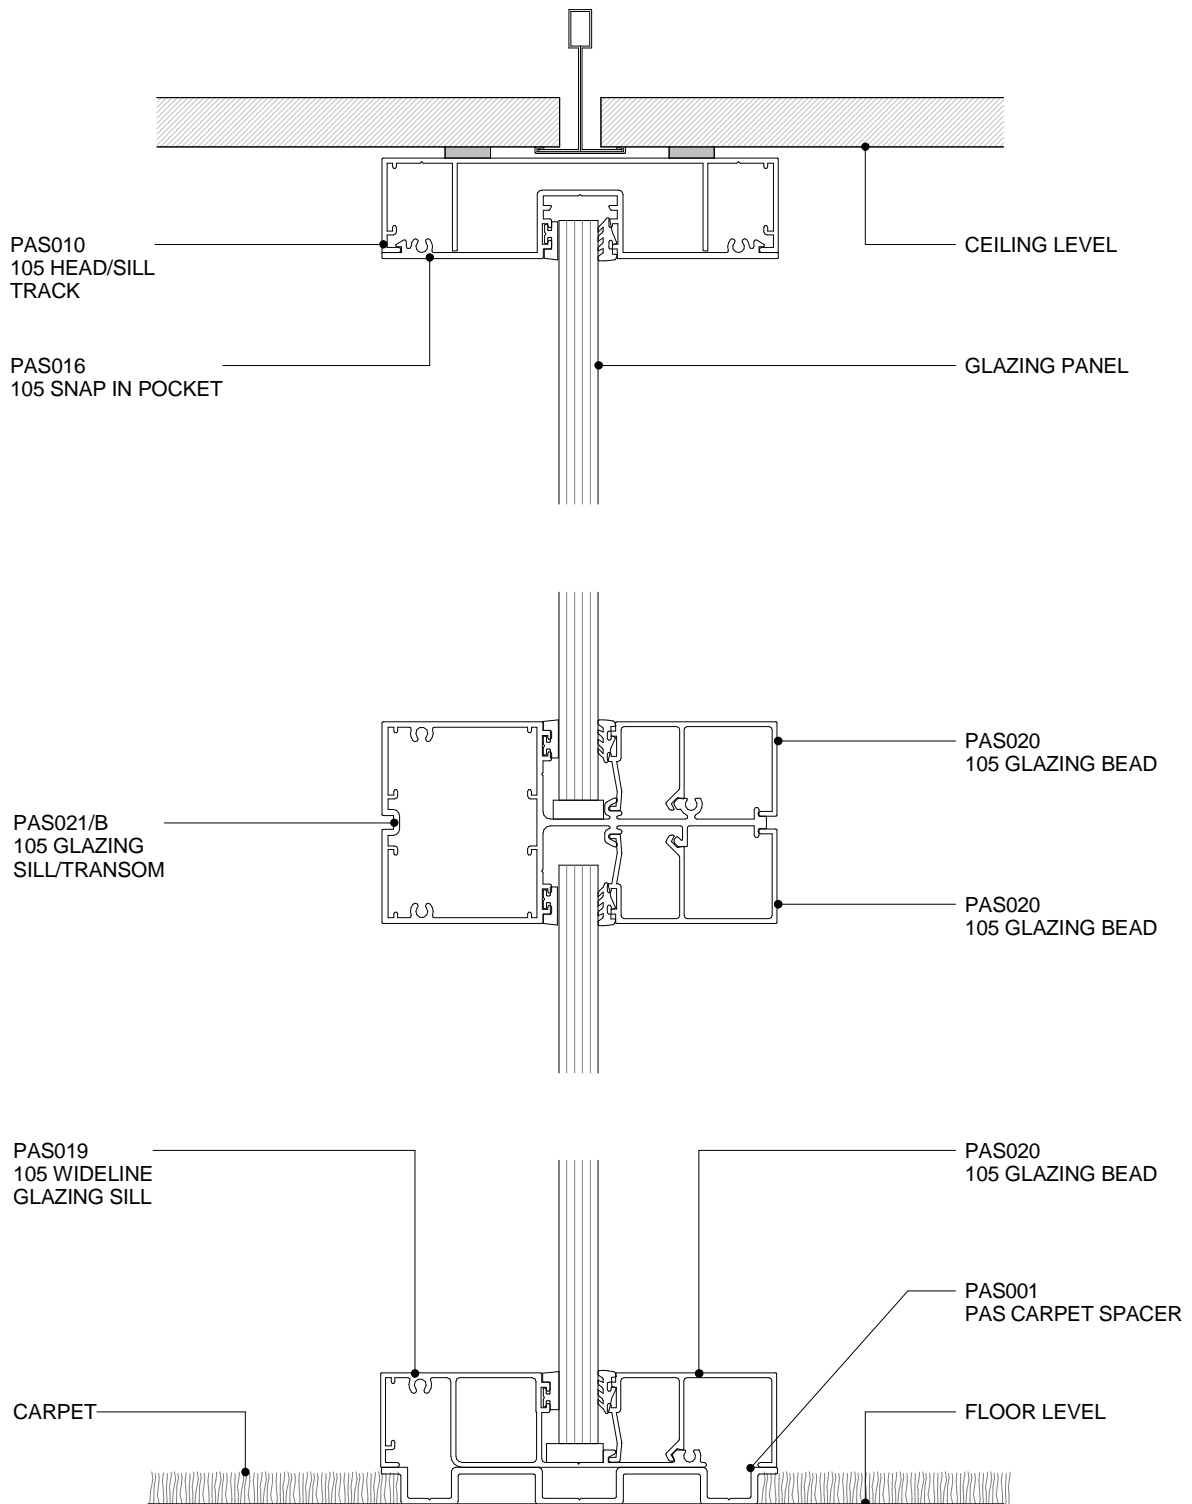 PAS010
105 HEAD/SILL
TRACK
CEILING LEVEL
PAS016
105 SNAP IN POCKET
GLAZING PANEL
PAS020
105 GLAZING BEAD
PAS021/B
105 GLAZING
SILL/TRANSOM
PAS020
105 GLAZING BEAD
PAS019
105 WIDELINE
GLAZING SILL
PAS020
105 GLAZING BEAD
PAS001
PAS CARPET SPACER
CARPET
FLOOR LEVEL